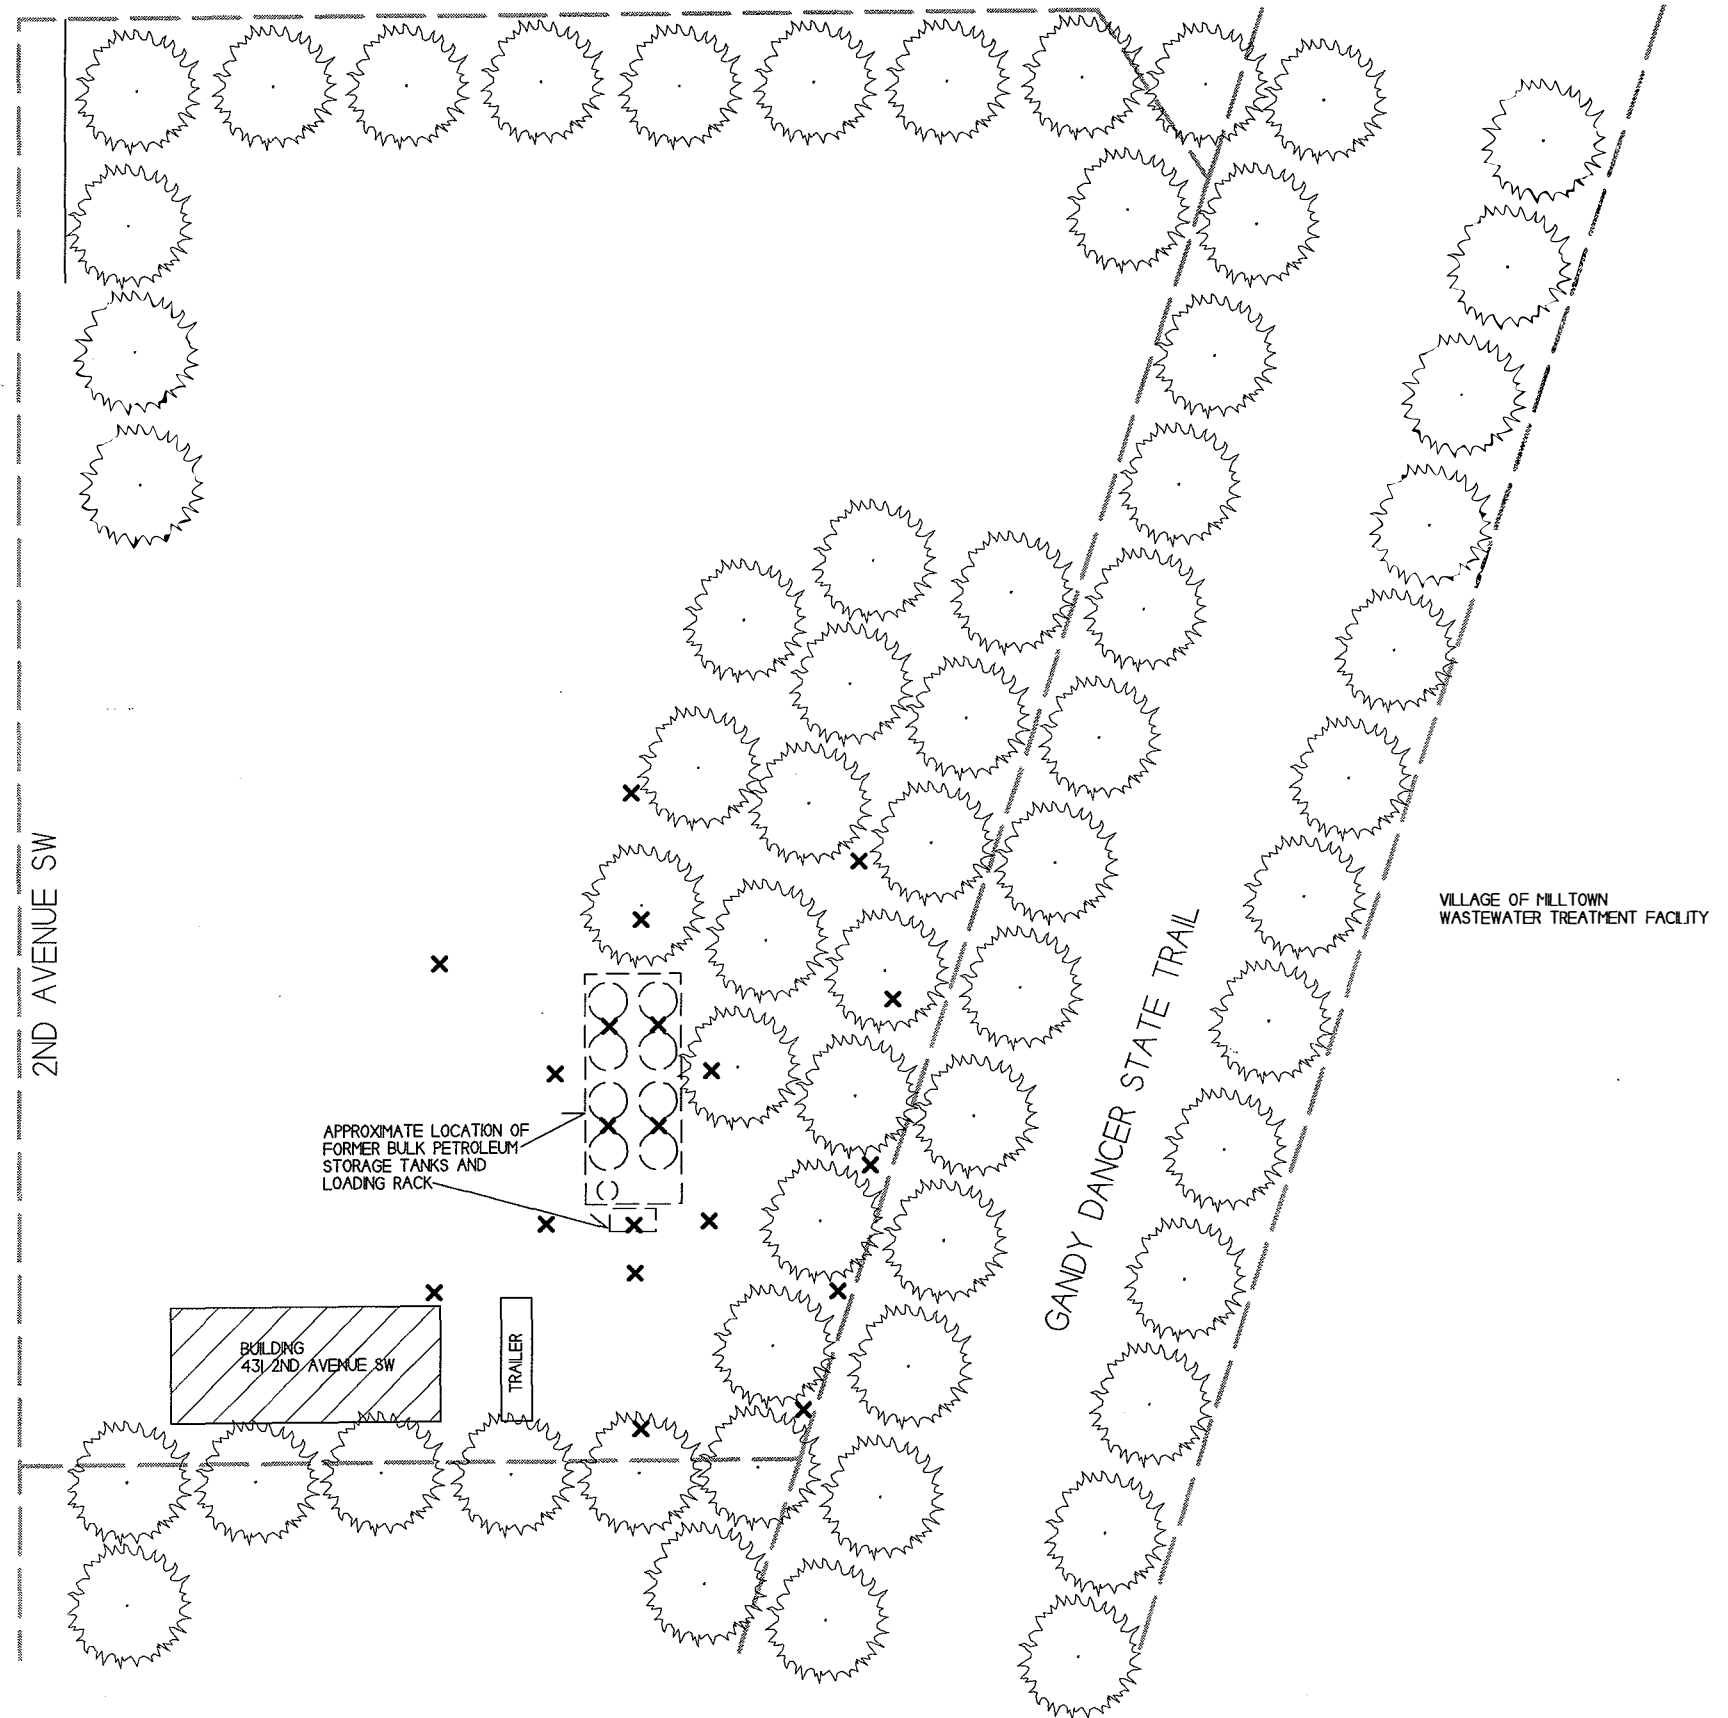 2ND AVENUE SW
VILLAGE OF MILLTOWN
WASTEWATER TREATMENT FACILITY
GANDY DANCER STATE TRAIL
APPROXIMATE LOCATION OF
FORMER BULK PETROLEUM
STORAGE TANKS AND
LOADING RACK
BUILDING
431 2ND AVENUE SW
TRAILER